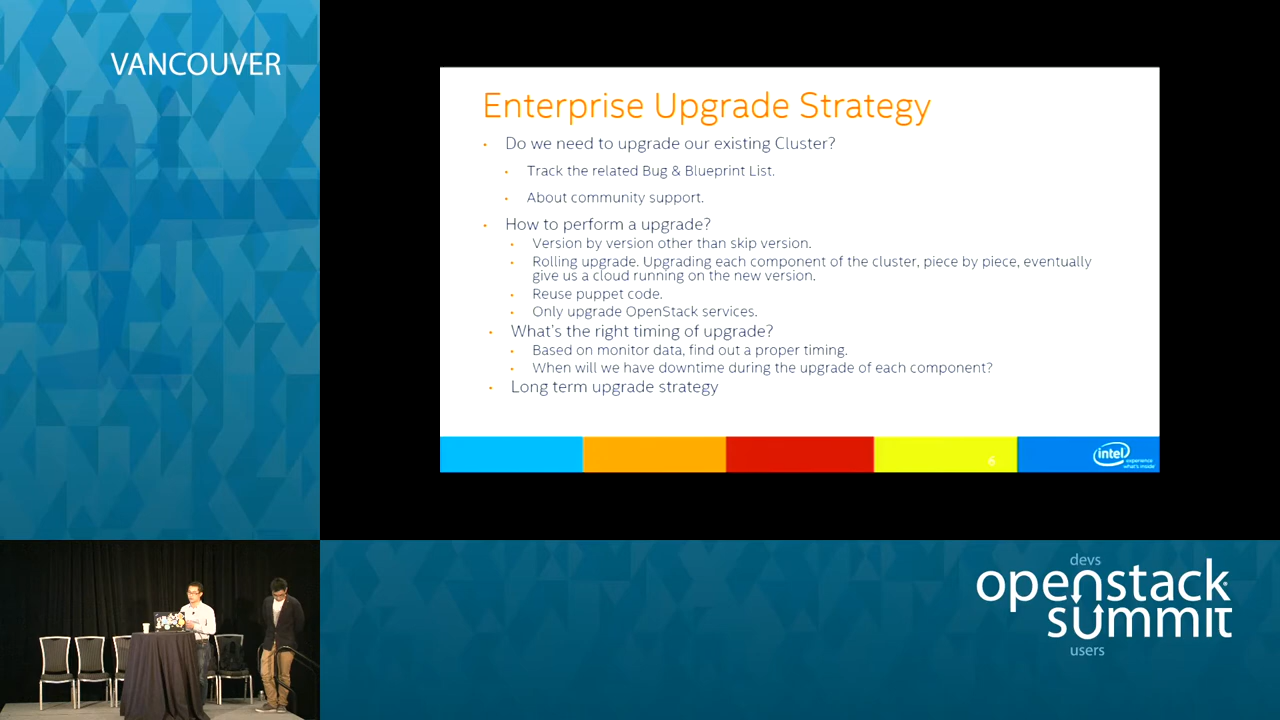 VANCOUVER
Enterprise Upgrade Strategy
• Do we need to upgrade our existing Cluster?
• Track the related Bug & Blueprint List.
• About community support.
• How to perform a upgrade?
• Version by version other than skip version.
• Rolling upgrade. Upgrading each component of the cluster, piece by piece, eventually
give us a cloud running on the new version.
• Reuse puppet code.
• Only upgrade OpenStack services.
• What's the right timing of upgrade?
• Based on monitor data, find out a proper timing.
• When will we have downtime during the upgrade of each component?
• Long term upgrade strategy
6
intel experience
what's inside
devs
openstack
summit
users